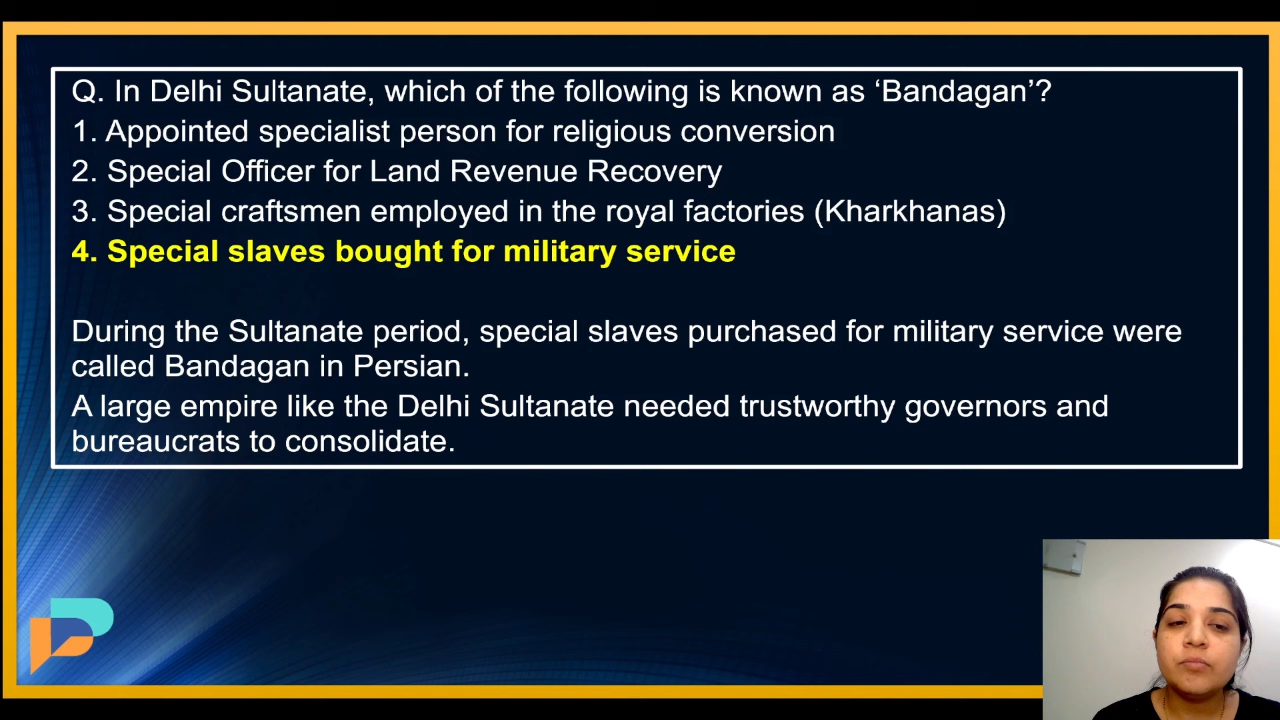 Q. In Delhi Sultanate, which of the following is known as ‘Bandagan’?
1. Appointed specialist person for religious conversion
2. Special Officer for Land Revenue Recovery
3. Special craftsmen employed in the royal factories (Kharkhanas)
4. Special slaves bought for military service
During the Sultanate period, special slaves purchased for military service were
called Bandagan in Persian.
A large empire like the Delhi Sultanate needed trustworthy governors and
bureaucrats to consolidate.